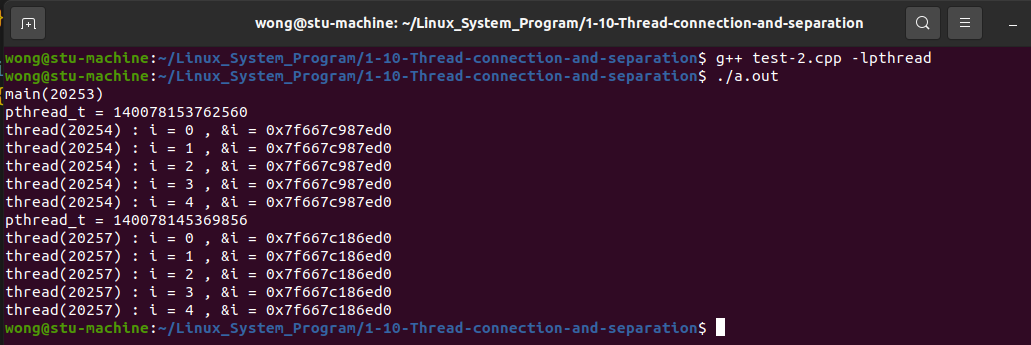 wong@stu-machine: ~/Linux_System_Program/1-10-Thread-connection-and-separation
wong@stu-machine:~/Linux_System_Program/1-10-Thread-connection-and-separation$ g++ test-2.cpp -lpthread
wong@stu-machine:~/Linux_System_Program/1-10-Thread-connection-and-separation$ ./a.out
main(20253)
pthread_t = 140078153762560
thread(20254) : i = 0 , &i = 0x7f667c987ed0
thread(20254) : i = 1 , &i = 0x7f667c987ed0
thread(20254) : i = 2 , &i = 0x7f667c987ed0
thread(20254) : i = 3 , &i = 0x7f667c987ed0
thread(20254) : i = 4 , &i = 0x7f667c987ed0
pthread_t = 140078145369856
thread(20257) : i = 0 , &i = 0x7f667c186ed0
thread(20257) : i = 1 , &i = 0x7f667c186ed0
thread(20257) : i = 2 , &i = 0x7f667c186ed0
thread(20257) : i = 3 , &i = 0x7f667c186ed0
thread(20257) : i = 4 , &i = 0x7f667c186ed0
wong@stu-machine:~/Linux_System_Program/1-10-Thread-connection-and-separation$